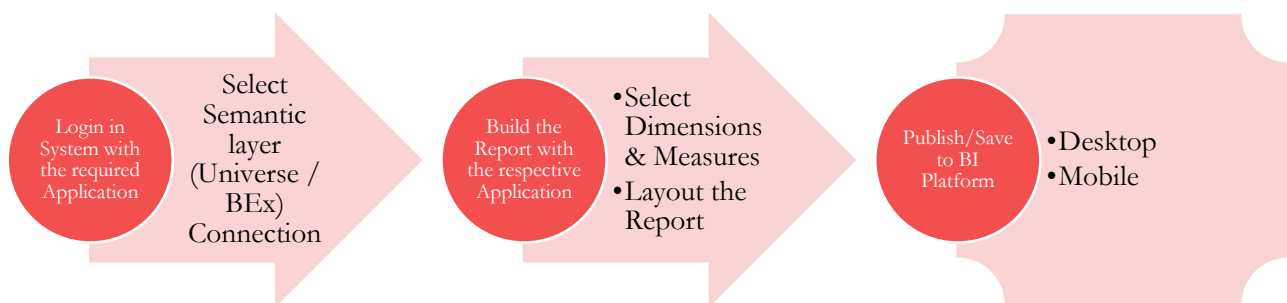 Login in
System with
the required
Application
Select
Semantic
layer
(Universe /
BEx)
Connection
Build the
Report with
the respective
Application
•Select
Dimensions
& Measures
•Layout the
Report
Publish/Save
to BI
Platform
•Desktop
•Mobile